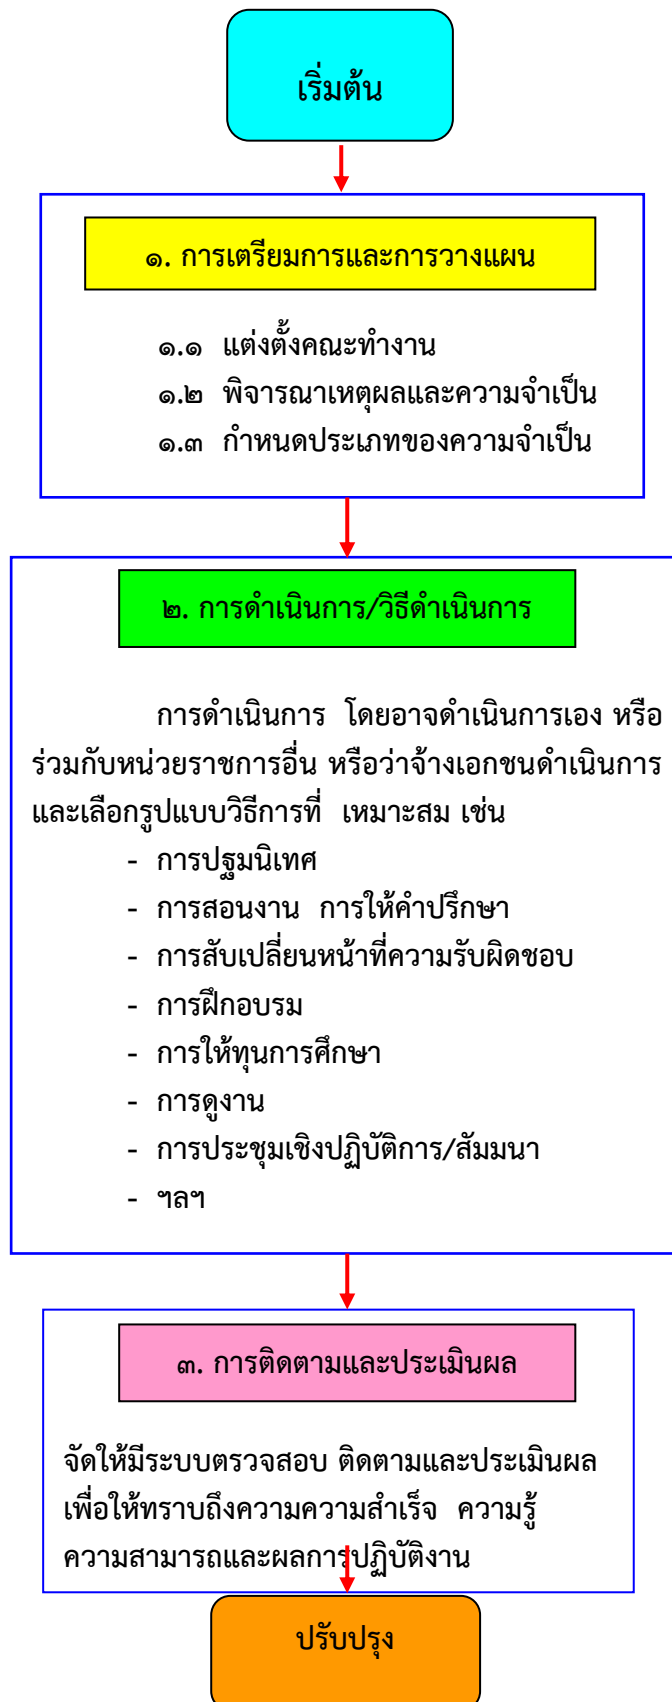 เริ่มต้น
๑. การเตรียมการและการวางแผน
๑.๑ แต่งตั้งคณะทำงาน
๑.๒ พิจารณาเหตุผลและความจำเป็น
๑.๓ กำหนดประเภทของความจำเป็น
๒. การดำเนินการ/วิธีดำเนินการ
การดำเนินการ โดยอาจดำเนินการเอง หรือ
ร่วมกับหน่วยราชการอื่น หรือว่าจ้างเอกชนดำเนินการ
และเลือกรูปแบบวิธีการที่ เหมาะสม เช่น
- การปฐมนิเทศ
- การสอนงาน การให้คำปรึกษา
- การสับเปลี่ยนหน้าที่ความรับผิดชอบ
- การฝึกอบรม
- การให้ทุนการศึกษา
- การดูงาน
- การประชุมเชิงปฏิบัติการ/สัมมนา
- ฯลฯ
๓. การติดตามและประเมินผล
จัดให้มีระบบตรวจสอบ ติดตามและประเมินผล
เพื่อให้ทราบถึงความความสำเร็จ ความรู้
ความสามารถและผลการปฏิบัติงาน
ปรับปรุง